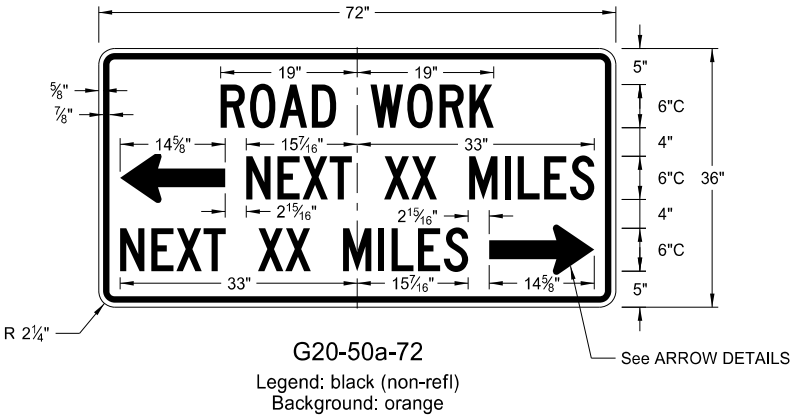 72"
19" 19" 5"
5/8"
ROAD WORK 6"C
7/8"
14 5/8" 15 7/16" 33" 4"
NEXT XX MILES 6"C 36"
2 15/16" 2 15/16" 4"
NEXT XX MILES 6"C
33" 15 7/16" 14 5/8" 5"
R 2 1/4"
G20-50a-72
See ARROW DETAILS
Legend: black (non-refl)
Background: orange